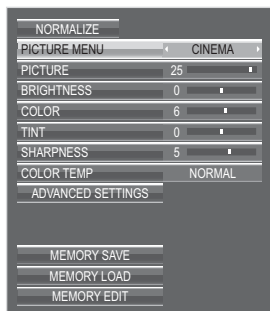 NORMALIZE
PICTURE MENU CINEMA
PICTURE 25
BRIGHTNESS 0
COLOR 6
TINT 0
SHARPNESS 5
COLOR TEMP NORMAL
ADVANCED SETTINGS
MEMORY SAVE
MEMORY LOAD
MEMORY EDIT